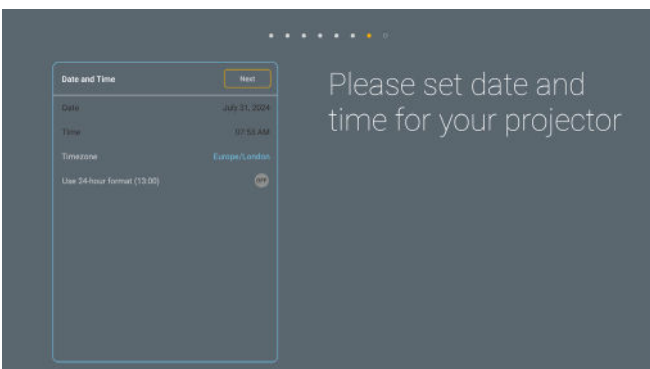 Date and Time
Next
Please set date and
time for your projector
Date
July 31, 2024
Time
07:53 AM
Timezone
Europe/London
Use 24-hour format (13:00)
OFF